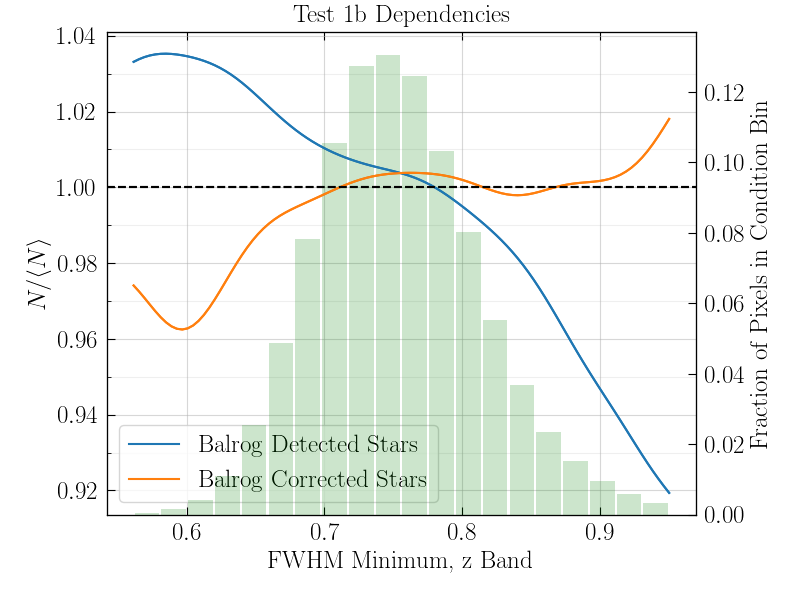 Test 1b Dependencies
1.04
1.02
1.00
0.98
0.96
0.94
0.92
N/⟨N⟩
0.12
0.10
0.08
0.06
0.04
0.02
0.00
Fraction of Pixels in Condition Bin
Balrog Detected Stars
Balrog Corrected Stars
0.6 0.7 0.8 0.9
FWHM Minimum, z Band